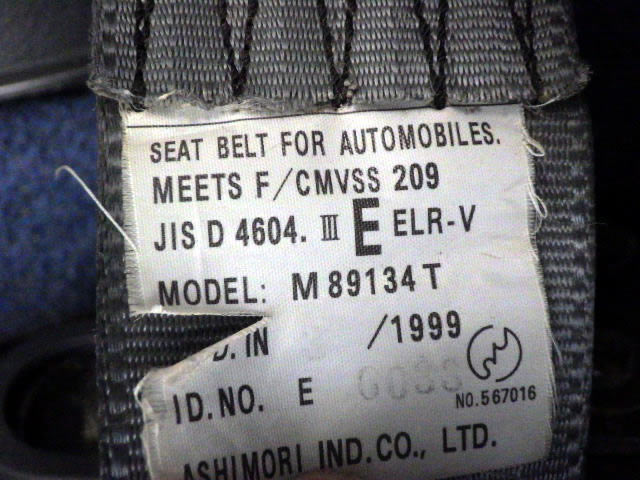 SEAT BELT FOR AUTOMOBILES.
MEETS F/CMVSS 209
JIS D 4604. III E ELR-V
MODEL: M 89134 T
D. IN /1999
ID. NO. E
NO. 567016
ASHIMORI IND. CO., LTD.